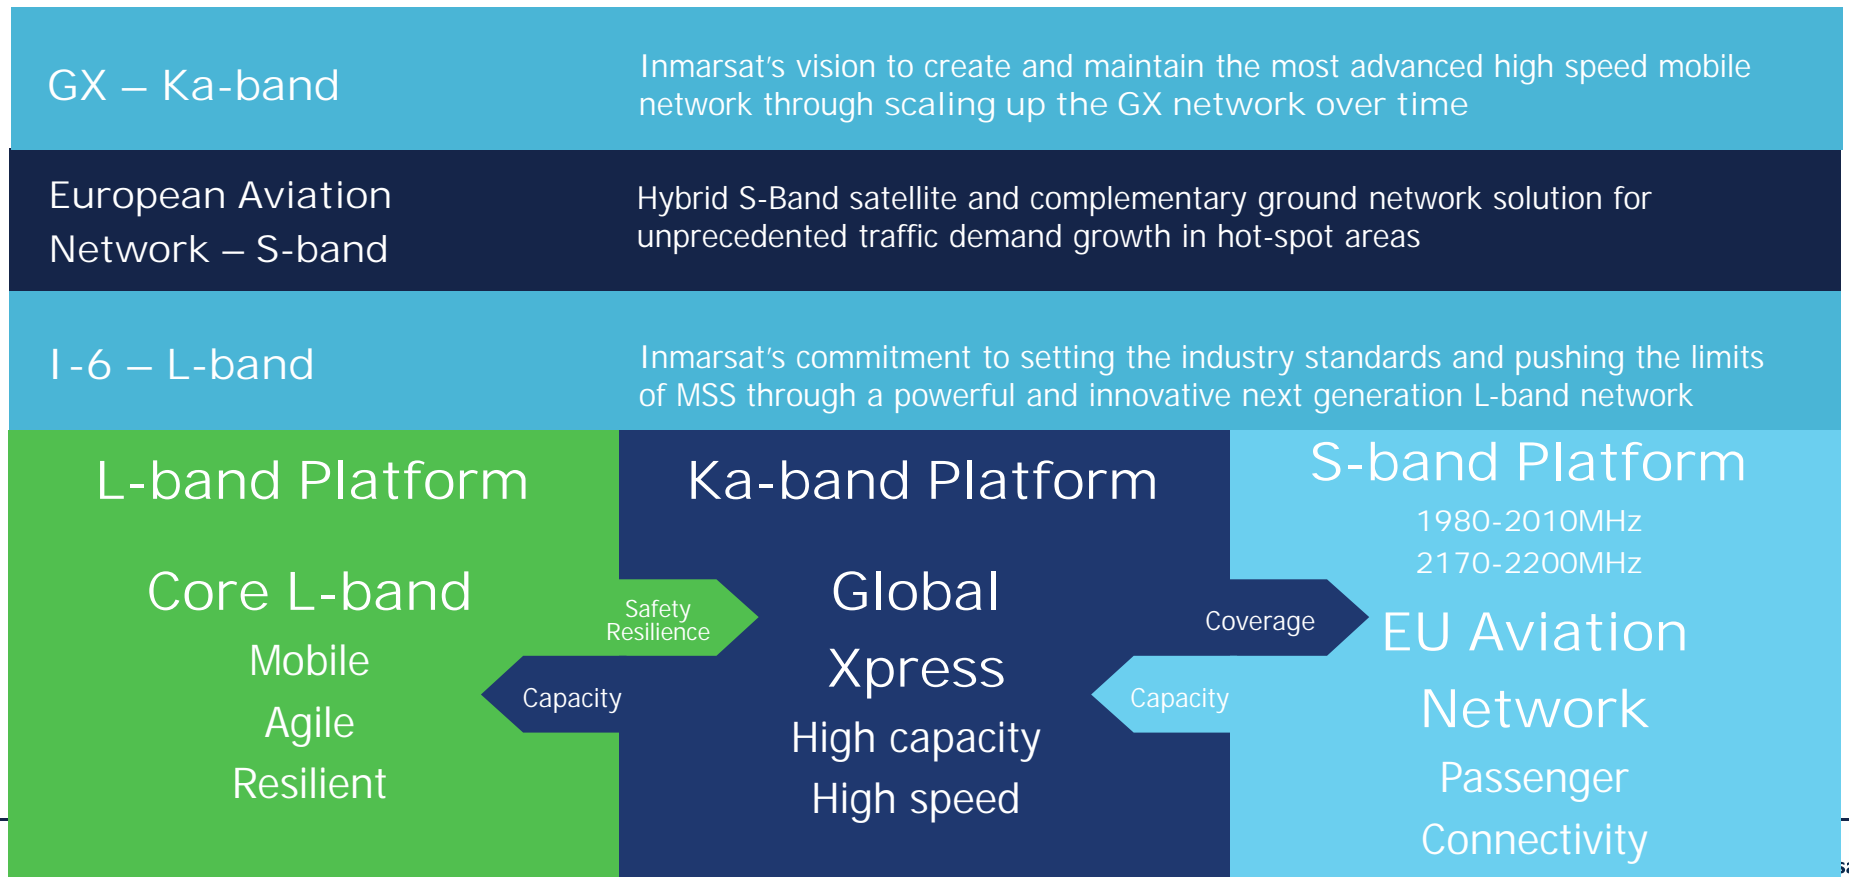 GX – Ka-band
Inmarsat's vision to create and maintain the most advanced high speed mobile
network through scaling up the GX network over time
European Aviation
Network – S-band
Hybrid S-Band satellite and complementary ground network solution for
unprecedented traffic demand growth in hot-spot areas
I-6 – L-band
Inmarsat's commitment to setting the industry standards and pushing the limits
of MSS through a powerful and innovative next generation L-band network
L-band Platform
Core L-band
Mobile
Agile
Resilient
Safety
Resilience
Capacity
Ka-band Platform
Global
Xpress
High capacity
High speed
Coverage
Capacity
S-band Platform
1980-2010MHz
2170-2200MHz
EU Aviation
Network
Passenger
Connectivity